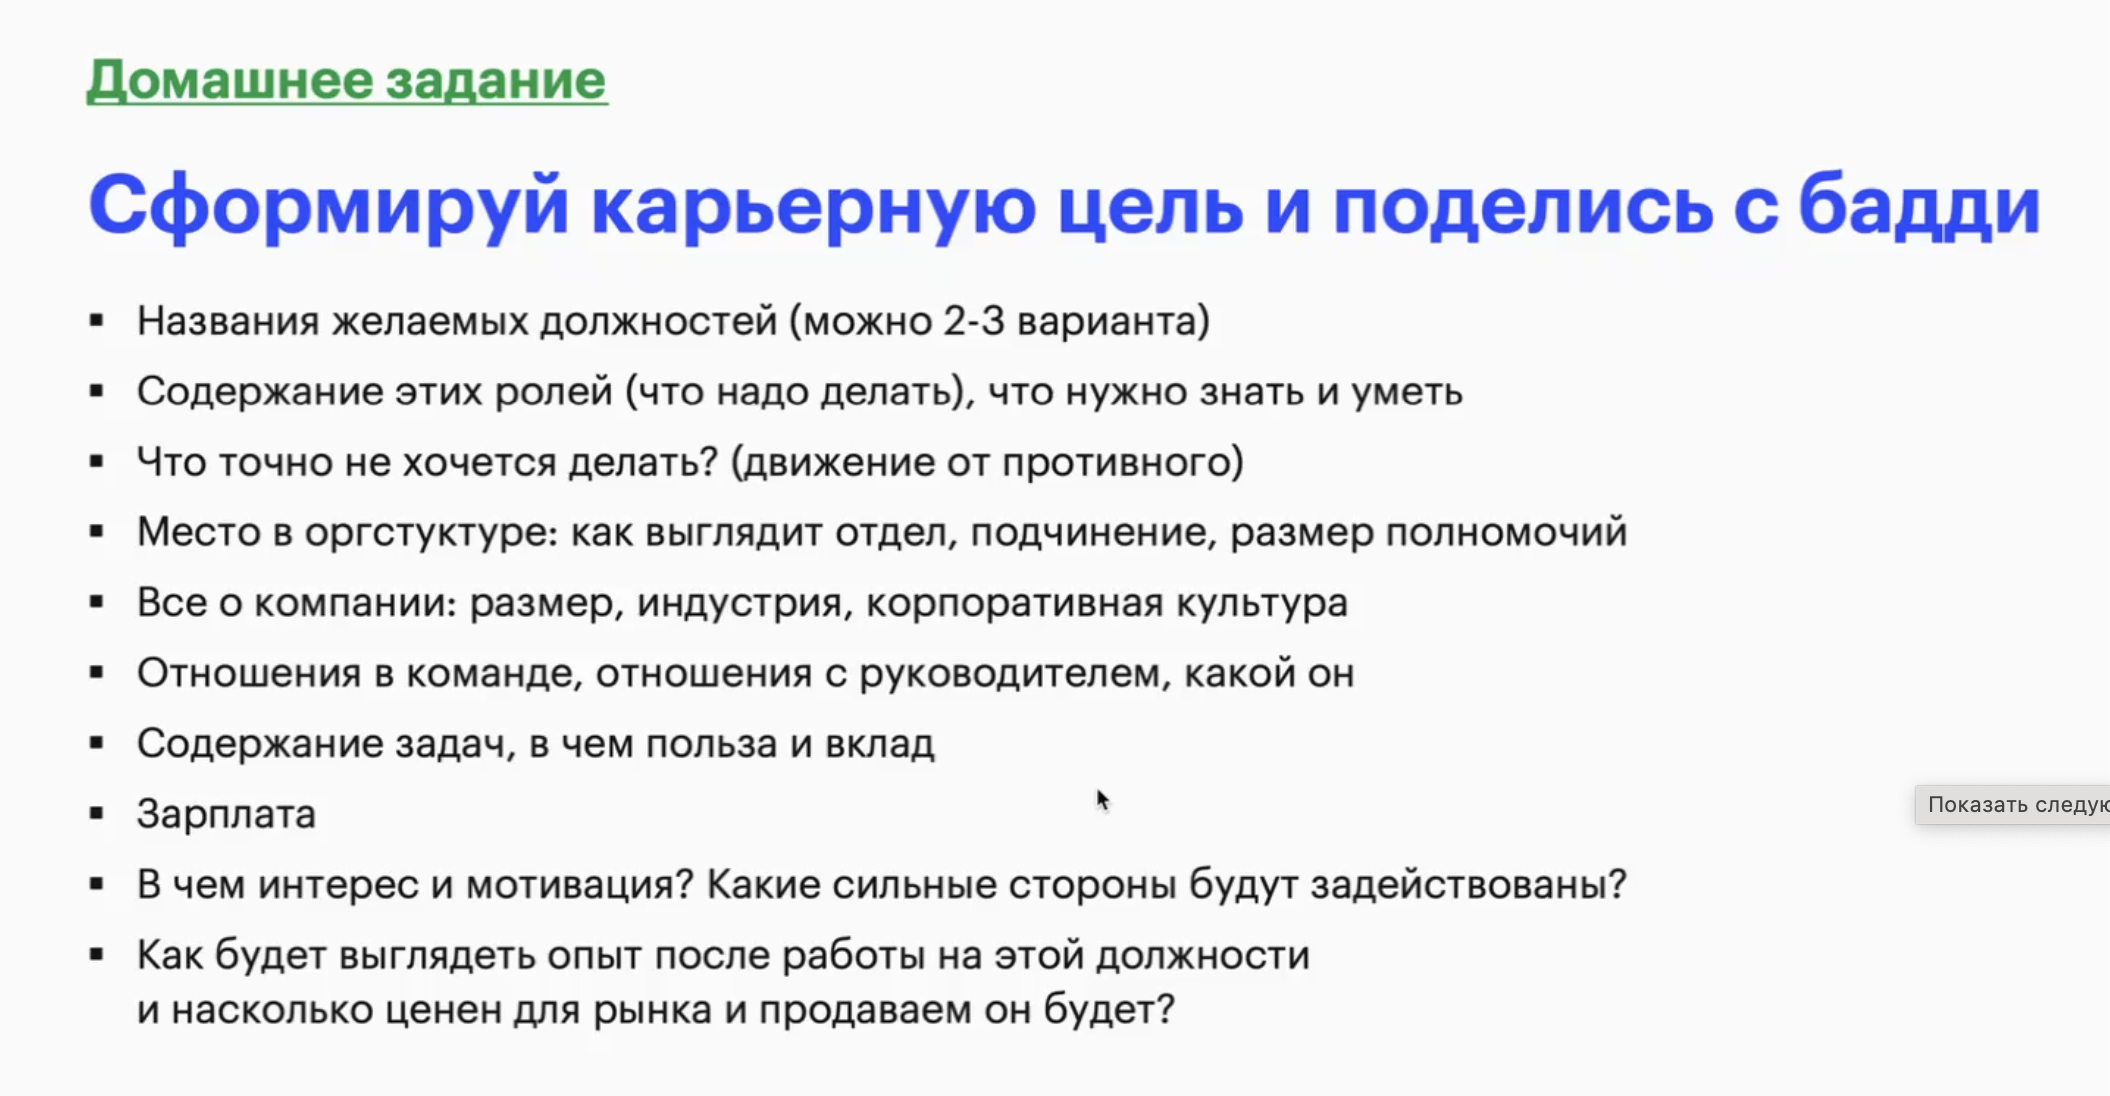 Домашнее задание
Сформируй карьерную цель и поделись с бадди
▪ Названия желаемых должностей (можно 2-3 варианта)
▪ Содержание этих ролей (что надо делать), что нужно знать и уметь
▪ Что точно не хочется делать? (движение от противного)
▪ Место в оргстуктуре: как выглядит отдел, подчинение, размер полномочий
▪ Все о компании: размер, индустрия, корпоративная культура
▪ Отношения в команде, отношения с руководителем, какой он
▪ Содержание задач, в чем польза и вклад
▪ Зарплата
▪ В чем интерес и мотивация? Какие сильные стороны будут задействованы?
▪ Как будет выглядеть опыт после работы на этой должности
и насколько ценен для рынка и продаваем он будет?
Показать